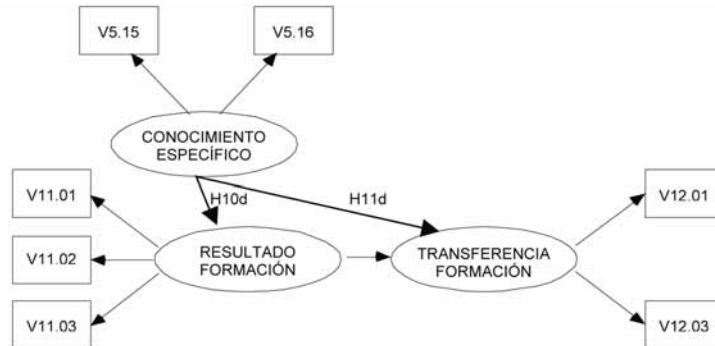 V5.15
V5.16
CONOCIMIENTO
ESPECÍFICO
H10d
H11d
V11.01
V11.02
V11.03
RESULTADO
FORMACIÓN
TRANSFERENCIA
FORMACIÓN
V12.01
V12.03